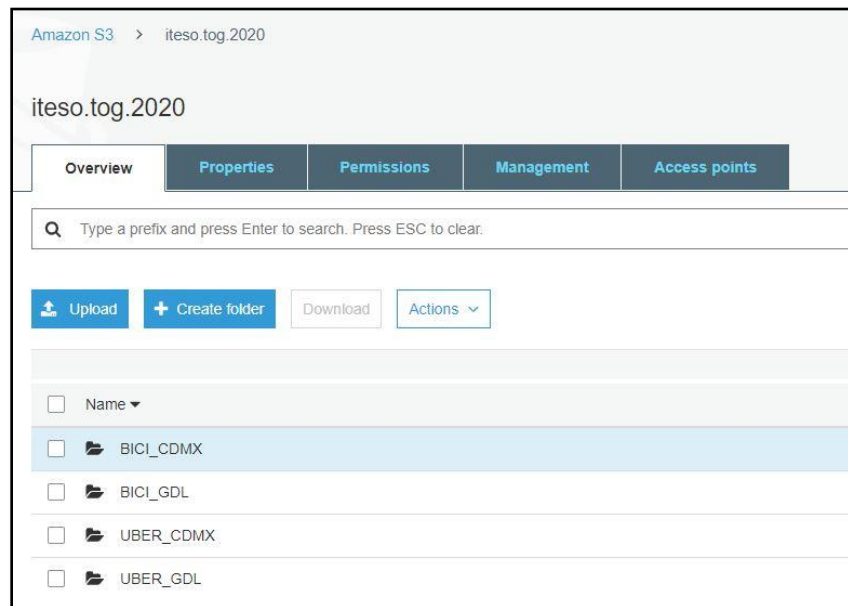 Amazon S3 > iteso.tog.2020
iteso.tog.2020
Overview Properties Permissions Management Access points
Type a prefix and press Enter to search. Press ESC to clear.
Upload + Create folder Download Actions
Name
BICI_CDMX
BICI_GDL
UBER_CDMX
UBER_GDL